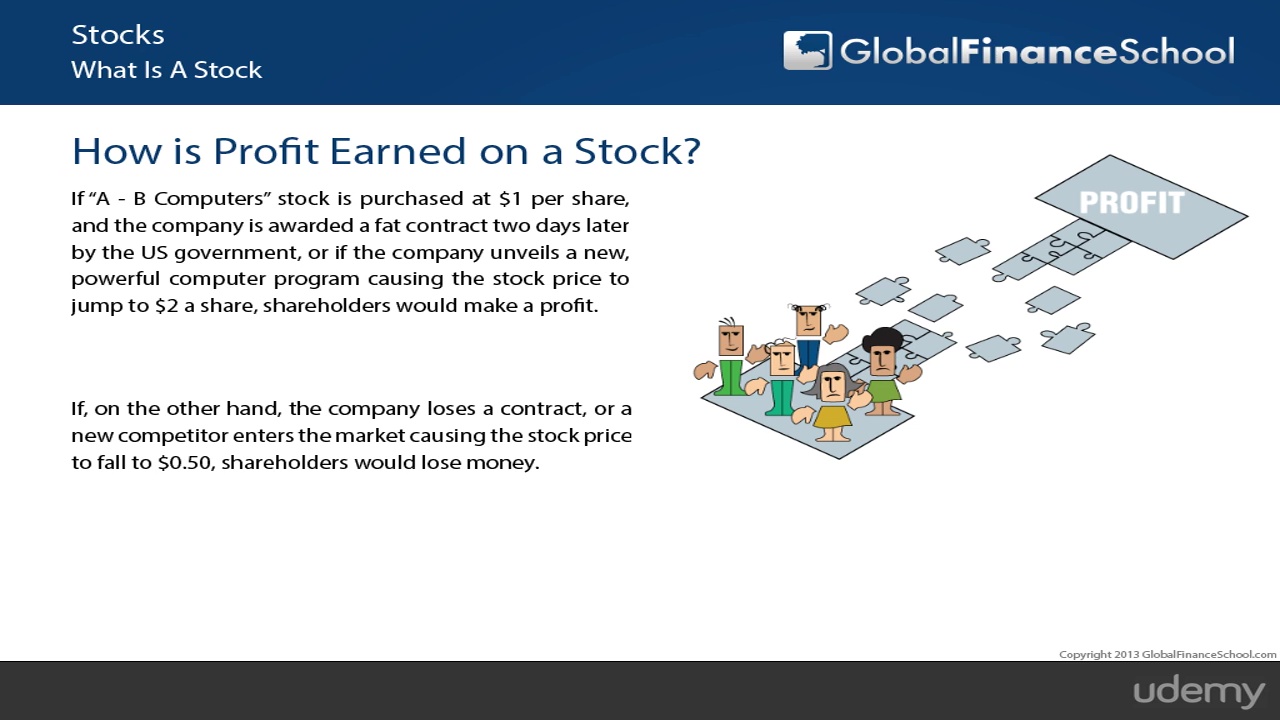 Stocks
What Is A Stock
GlobalFinanceSchool
How is Profit Earned on a Stock?
If “A - B Computers” stock is purchased at $1 per share,
and the company is awarded a fat contract two days later
by the US government, or if the company unveils a new,
powerful computer program causing the stock price to
jump to $2 a share, shareholders would make a profit.
PROFIT
If, on the other hand, the company loses a contract, or a
new competitor enters the market causing the stock price
to fall to $0.50, shareholders would lose money.
Copyright 2013 GlobalFinanceSchool.com
udemy